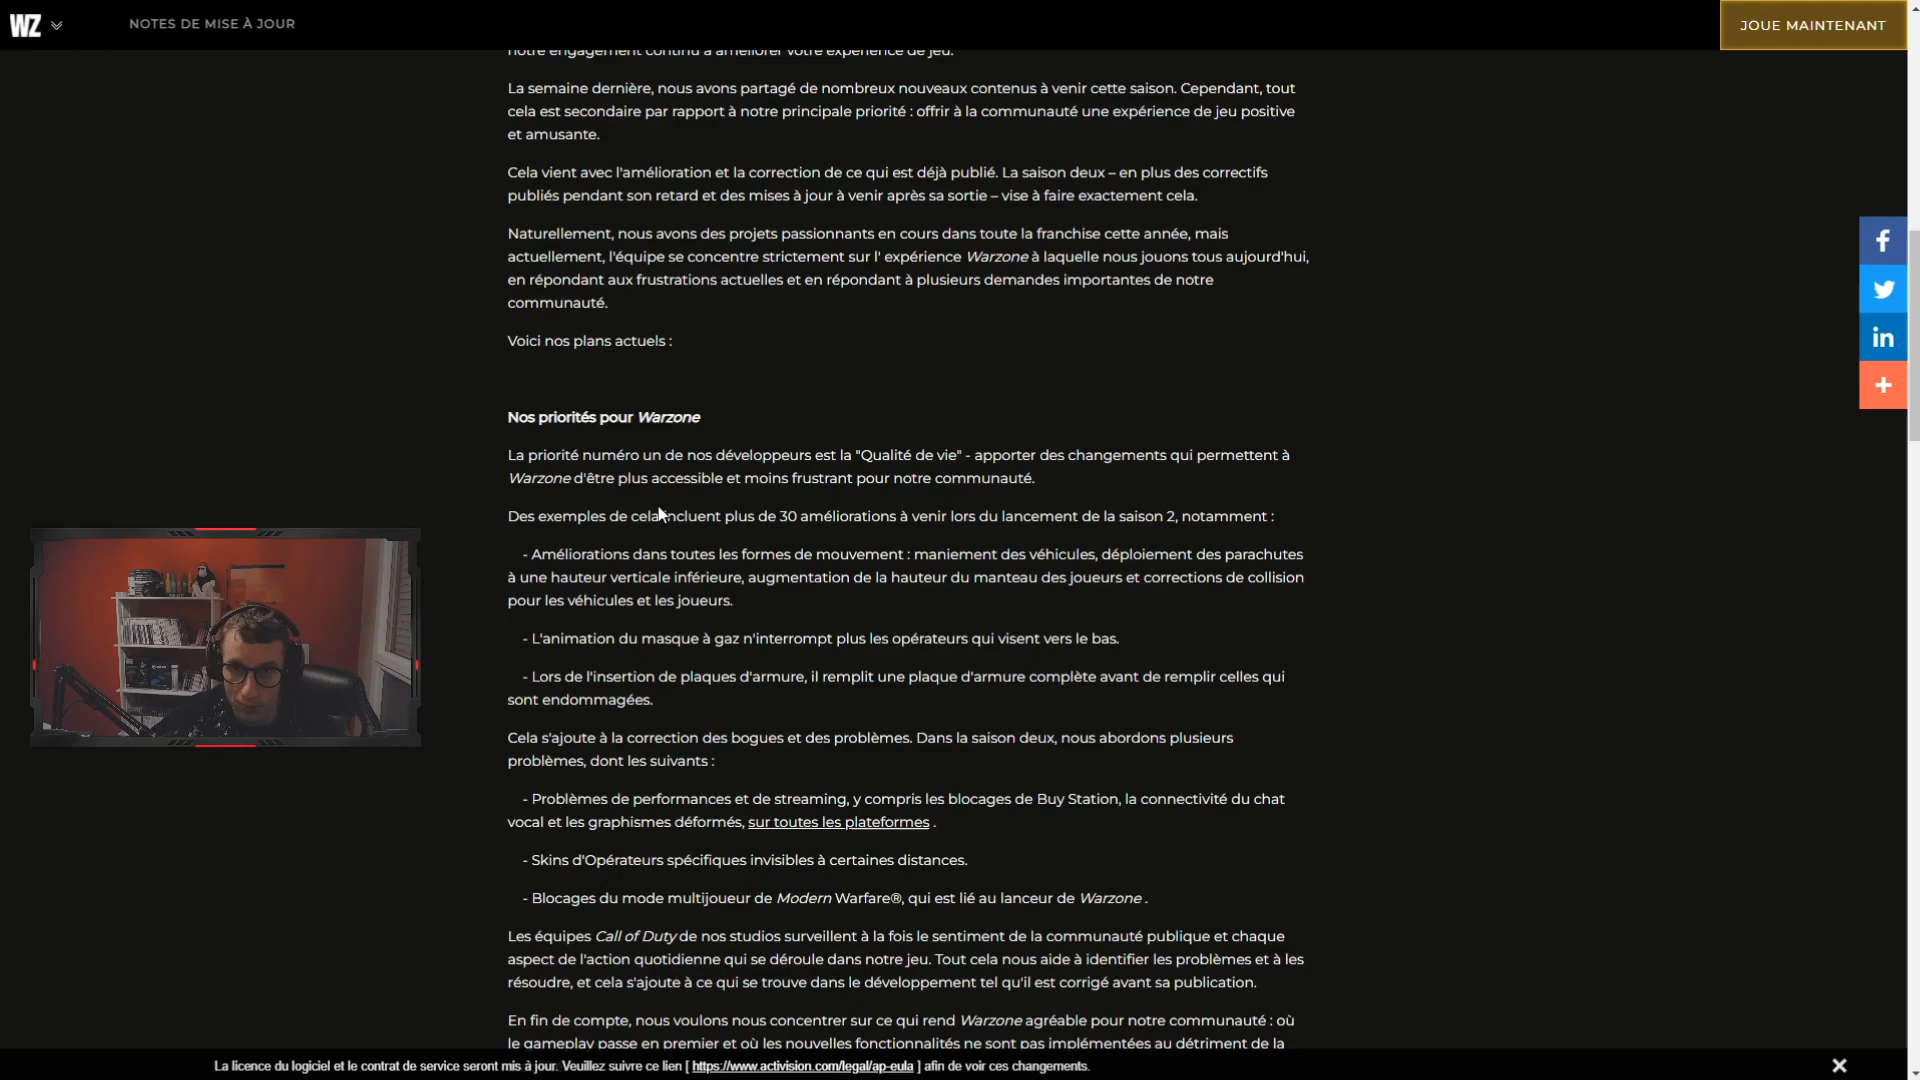 WZ NOTES DE MISE À JOUR
JOUE MAINTENANT
notre engagement continu à améliorer votre expérience de jeu.
La semaine dernière, nous avons partagé de nombreux nouveaux contenus à venir cette saison. Cependant, tout
cela est secondaire par rapport à notre principale priorité : offrir à la communauté une expérience de jeu positive
et amusante.
Cela vient avec l'amélioration et la correction de ce qui est déjà publié. La saison deux – en plus des correctifs
publiés pendant son retard et des mises à jour à venir après sa sortie – vise à faire exactement cela.
Naturellement, nous avons des projets passionnants en cours dans toute la franchise cette année, mais
actuellement, l'équipe se concentre strictement sur l' expérience Warzone à laquelle nous jouons tous aujourd'hui,
en répondant aux frustrations actuelles et en répondant à plusieurs demandes importantes de notre
communauté.
Voici nos plans actuels :
Nos priorités pour Warzone
La priorité numéro un de nos développeurs est la "Qualité de vie" - apporter des changements qui permettent à
Warzone d'être plus accessible et moins frustrant pour notre communauté.
Des exemples de cela incluent plus de 30 améliorations à venir lors du lancement de la saison 2, notamment :
- Améliorations dans toutes les formes de mouvement : maniement des véhicules, déploiement des parachutes
à une hauteur verticale inférieure, augmentation de la hauteur du manteau des joueurs et corrections de collision
pour les véhicules et les joueurs.
- L'animation du masque à gaz n'interrompt plus les opérateurs qui visent vers le bas.
- Lors de l'insertion de plaques d'armure, il remplit une plaque d'armure complète avant de remplir celles qui
sont endommagées.
Cela s'ajoute à la correction des bogues et des problèmes. Dans la saison deux, nous abordons plusieurs
problèmes, dont les suivants :
- Problèmes de performances et de streaming, y compris les blocages de Buy Station, la connectivité du chat
vocal et les graphismes déformés, sur toutes les plateformes .
- Skins d'Opérateurs spécifiques invisibles à certaines distances.
- Blocages du mode multijoueur de Modern Warfare®, qui est lié au lanceur de Warzone .
Les équipes Call of Duty de nos studios surveillent à la fois le sentiment de la communauté publique et chaque
aspect de l'action quotidienne qui se déroule dans notre jeu. Tout cela nous aide à identifier les problèmes et à les
résoudre, et cela s'ajoute à ce qui se trouve dans le développement tel qu'il est corrigé avant sa publication.
En fin de compte, nous voulons nous concentrer sur ce qui rend Warzone agréable pour notre communauté : où
le gameplay passe en premier et où les nouvelles fonctionnalités ne sont pas implémentées au détriment de la
La licence du logiciel et le contrat de service seront mis à jour. Veuillez suivre ce lien [ https://www.activision.com/legal/ap-eula ] afin de voir ces changements.